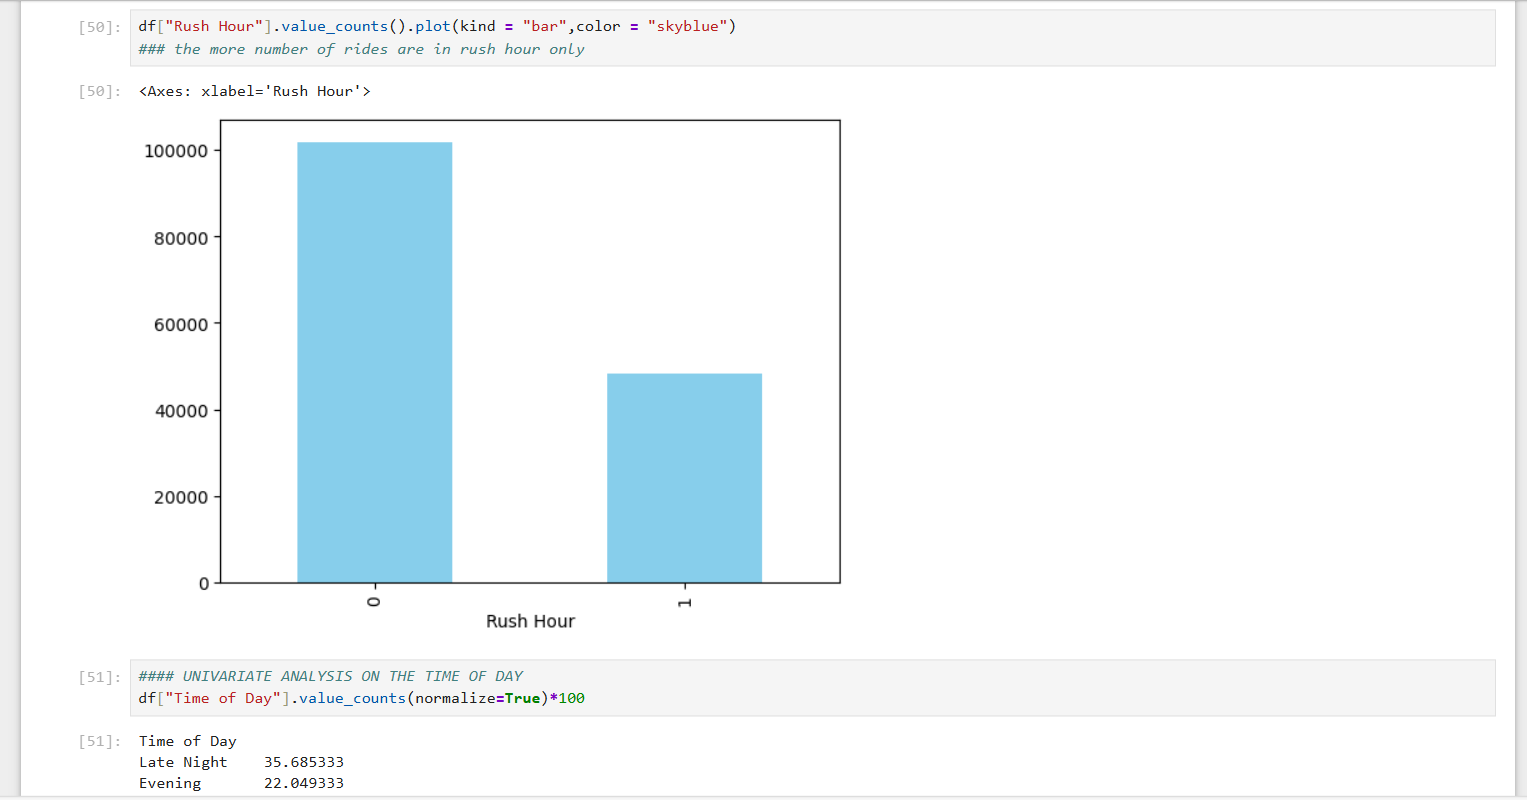 [50]: df["Rush Hour"].value_counts().plot(kind = "bar",color = "skyblue")
### the more number of rides are in rush hour only
[50]: <Axes: xlabel='Rush Hour'>
100000
80000
60000
40000
20000
0
0 1
Rush Hour
[51]: #### UNIVARIATE ANALYSIS ON THE TIME OF DAY
df["Time of Day"].value_counts(normalize=True)*100
[51]: Time of Day
Late Night 35.685333
Evening 22.049333